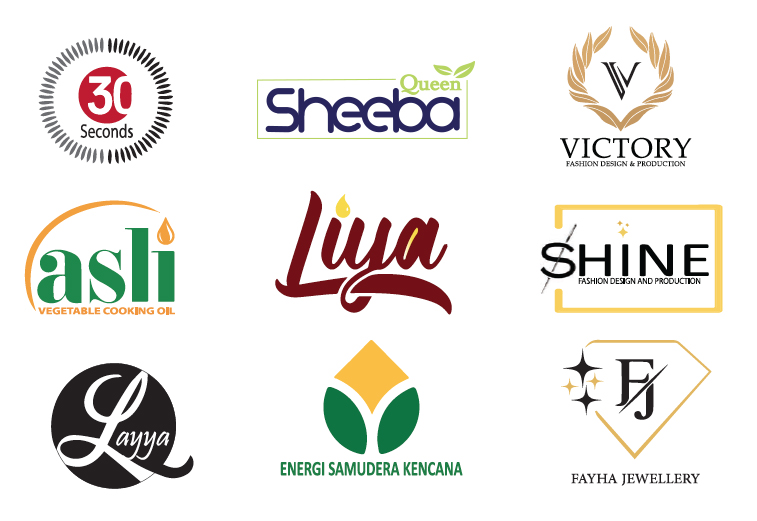 30
Seconds
Queen
Sheeba
V
VICTORY
FASHION DESIGN & PRODUCTION
asli
VEGETABLE COOKING OIL
Liya
SHINE
FASHION DESIGN AND PRODUCTION
Layya
ENERGI SAMUDERA KENCANA
FJ
FAYHA JEWELLERY